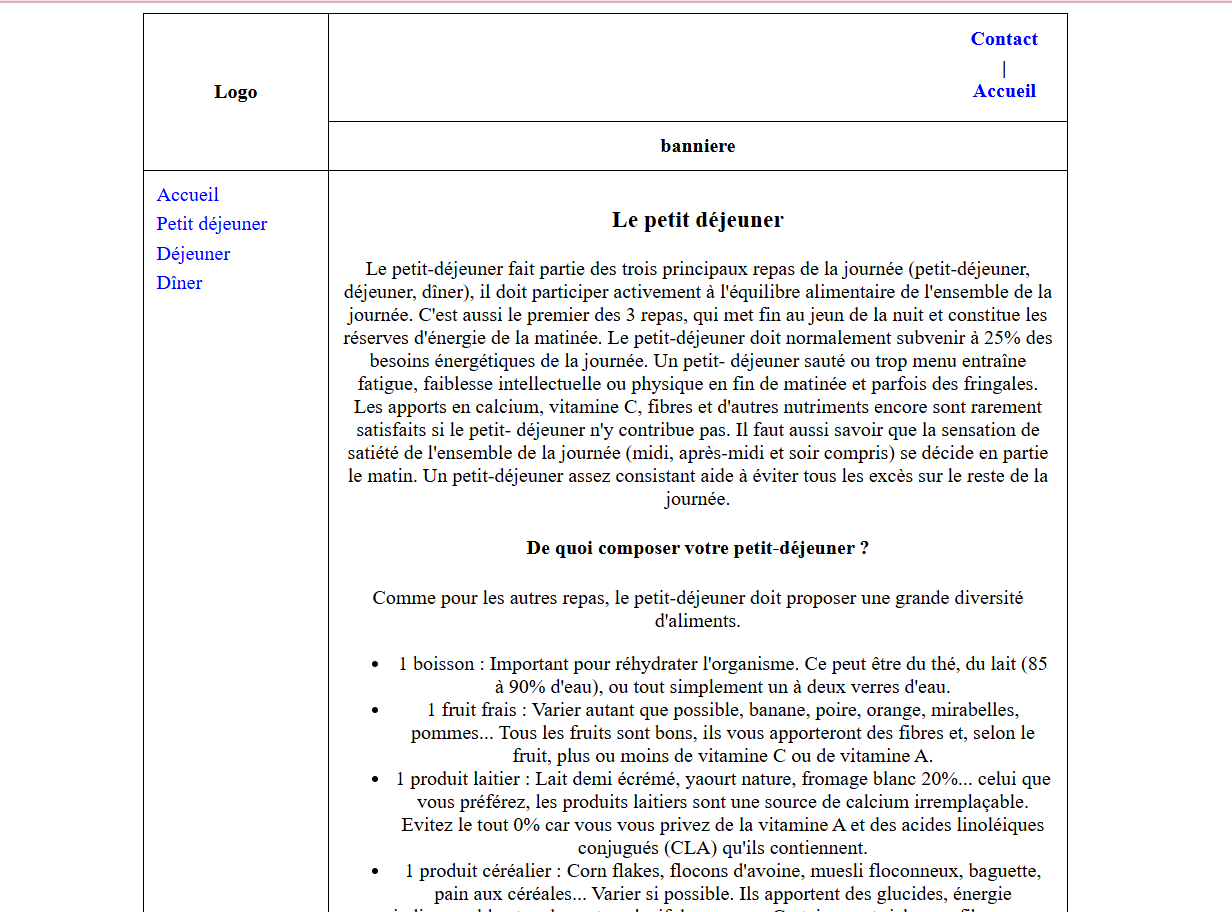 Contact
|
Accueil
Logo
banniere
Accueil
Petit déjeuner
Déjeuner
Dîner
Le petit déjeuner
Le petit-déjeuner fait partie des trois principaux repas de la journée (petit-déjeuner,
déjeuner, dîner), il doit participer activement à l'équilibre alimentaire de l'ensemble de la
journée. C'est aussi le premier des 3 repas, qui met fin au jeun de la nuit et constitue les
réserves d'énergie de la matinée. Le petit-déjeuner doit normalement subvenir à 25% des
besoins énergétiques de la journée. Un petit- déjeuner sauté ou trop menu entraîne
fatigue, faiblesse intellectuelle ou physique en fin de matinée et parfois des fringales.
Les apports en calcium, vitamine C, fibres et d'autres nutriments encore sont rarement
satisfaits si le petit- déjeuner n'y contribue pas. Il faut aussi savoir que la sensation de
satiété de l'ensemble de la journée (midi, après-midi et soir compris) se décide en partie
le matin. Un petit-déjeuner assez consistant aide à éviter tous les excès sur le reste de la
journée.
De quoi composer votre petit-déjeuner ?
Comme pour les autres repas, le petit-déjeuner doit proposer une grande diversité
d'aliments.
• 1 boisson : Important pour réhydrater l'organisme. Ce peut être du thé, du lait (85
à 90% d'eau), ou tout simplement un à deux verres d'eau.
• 1 fruit frais : Varier autant que possible, banane, poire, orange, mirabelles,
pommes... Tous les fruits sont bons, ils vous apporteront des fibres et, selon le
fruit, plus ou moins de vitamine C ou de vitamine A.
• 1 produit laitier : Lait demi écrémé, yaourt nature, fromage blanc 20%... celui que
vous préférez, les produits laitiers sont une source de calcium irremplaçable.
Evitez le tout 0% car vous vous privez de la vitamine A et des acides linoléiques
conjugués (CLA) qu'ils contiennent.
• 1 produit céréalier : Corn flakes, flocons d'avoine, muesli floconneux, baguette,
pain aux céréales... Varier si possible. Ils apportent des glucides, énergie